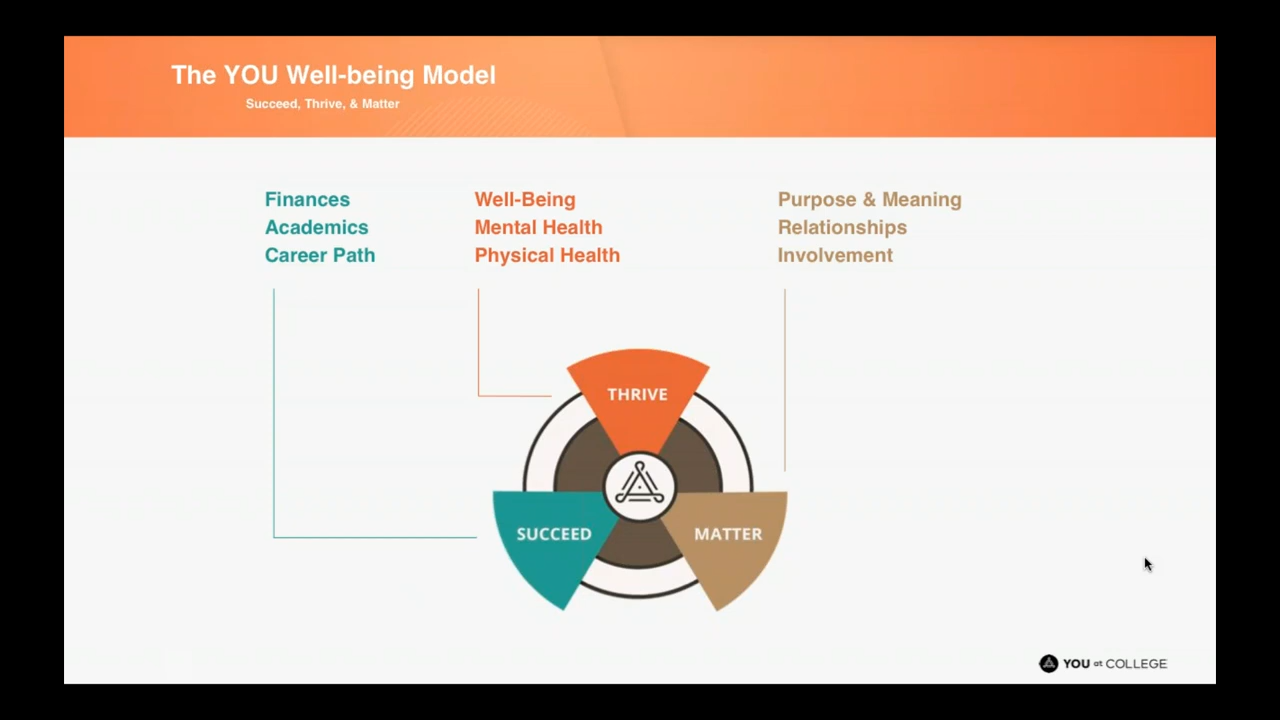 The YOU Well-being Model
Succeed, Thrive, & Matter
Finances
Academics
Career Path
Well-Being
Mental Health
Physical Health
Purpose & Meaning
Relationships
Involvement
THRIVE
SUCCEED
MATTER
YOU at COLLEGE